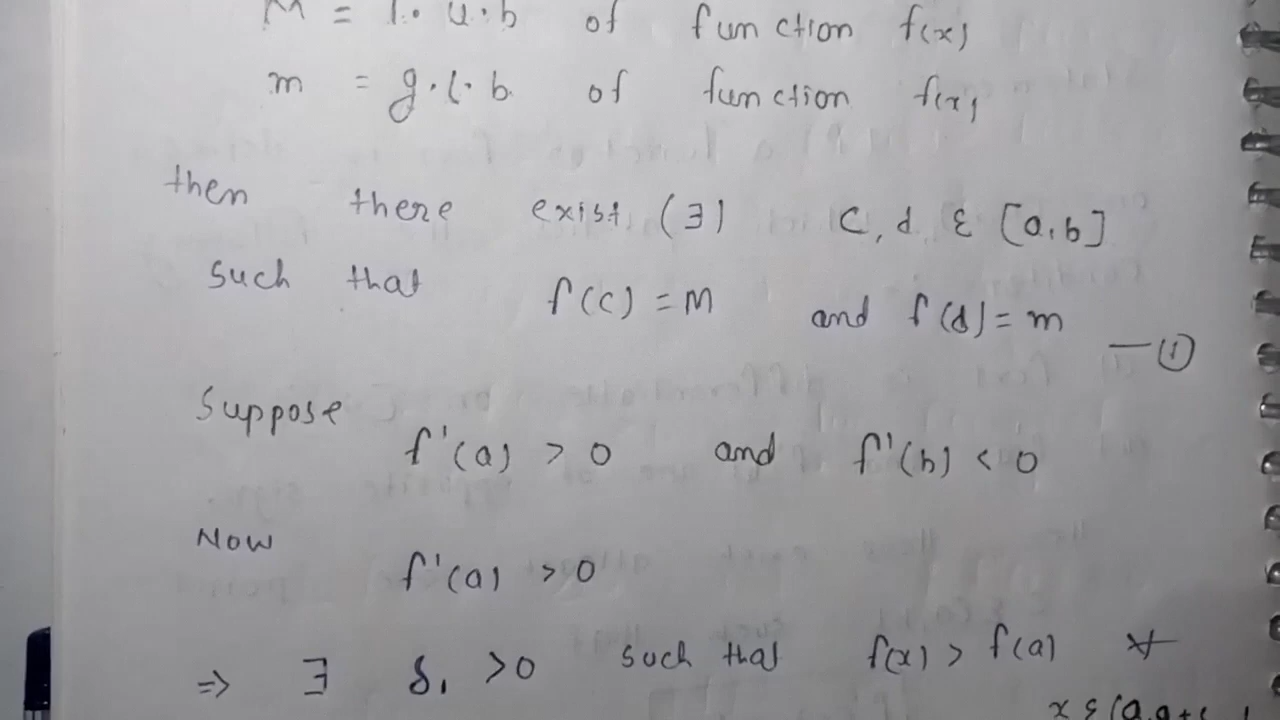 M = l.u.b of function f(x)
m = g.l.b. of function f(x)
then there exist (∃) c, d ε [a,b]
such that f(c) = M and f(d) = m
—①
Suppose
f'(a) > 0 and f'(b) < 0
Now
f'(a) > 0
⇒ ∃ δ₁ > 0 such that f(x) > f(a) ∀
x ε (a, a+